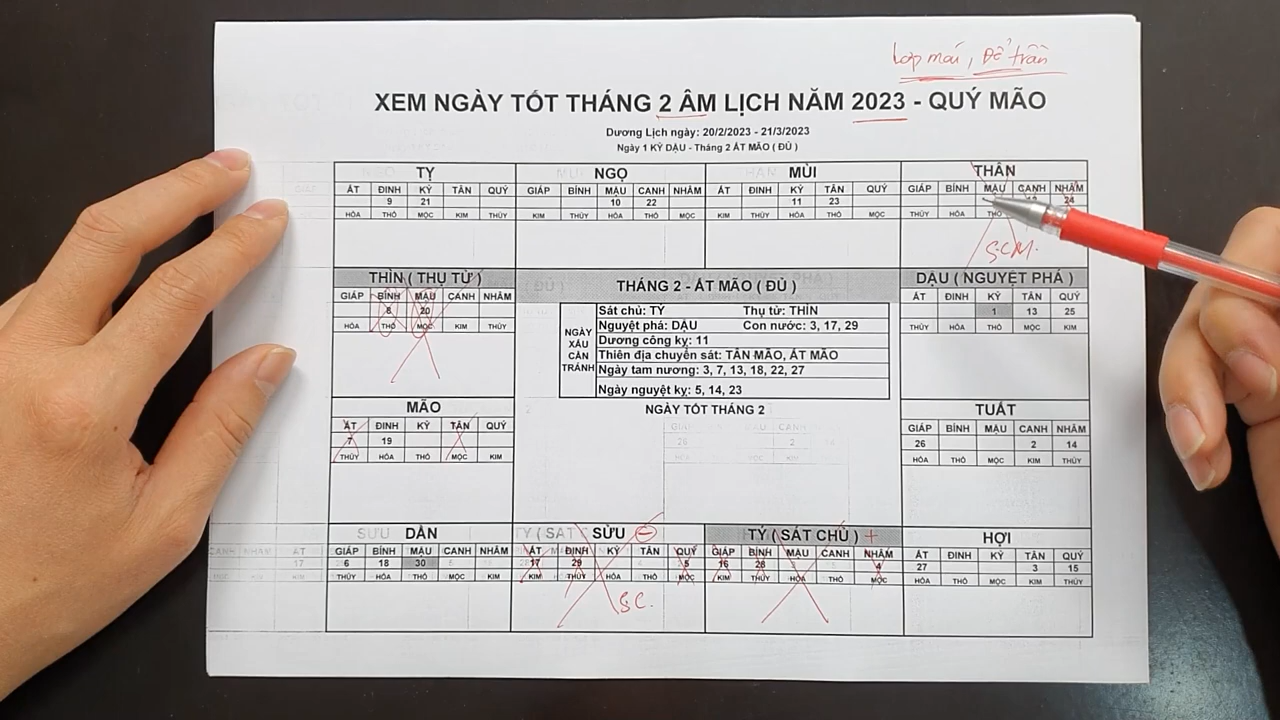 Lợp mái, Đổ trần
XEM NGÀY TỐT THÁNG 2 ÂM LỊCH NĂM 2023 - QUÝ MÃO
Dương Lịch ngày: 20/2/2023 - 21/3/2023
Ngày 1 KỶ DẬU - Tháng 2 ẤT MÃO ( ĐỦ )
TỴ NGỌ MÙI THÂN
ẤT ĐINH KỶ TÂN QUÝ GIÁP BÍNH MẬU CANH NHÂM ẤT ĐINH KỶ TÂN QUÝ GIÁP BÍNH MẬU CANH NHÂM
9 21 10 22 11 23 24
HỎA THỔ MỘC KIM THỦY KIM THỦY HỎA THỔ MỘC KIM THỦY HỎA THỔ MỘC THỦY HỎA THỔ
S.C.M.
THÌN ( THỤ TỬ ) THÁNG 2 - ẤT MÃO ( ĐỦ ) DẬU ( NGUYỆT PHÁ )
GIÁP BÍNH MẬU CANH NHÂM
8 20
HỎA THỔ MỘC KIM THỦY
NGÀY XẤU CẦN TRÁNH
Sát chủ: TÝ Thụ tử: THÌN
Nguyệt phá: DẬU Con nước: 3, 17, 29
Dương công kỵ: 11
Thiên địa chuyển sát: TÂN MÃO, ẤT MÃO
Ngày tam nương: 3, 7, 13, 18, 22, 27
Ngày nguyệt kỵ: 5, 14, 23
ẤT ĐINH KỶ TÂN QUÝ
1 13 25
THỦY HỎA THỔ MỘC KIM
MÃO NGÀY TỐT THÁNG 2 TUẤT
ẤT ĐINH KỶ TÂN QUÝ
7 19
THỦY HỎA THỔ MỘC KIM
GIÁP BÍNH MẬU CANH NHÂM
26 2 14
HỎA THỔ MỘC KIM THỦY
DẦN SỬU TÝ ( SÁT CHỦ ) + HỢI
GIÁP BÍNH MẬU CANH NHÂM ẤT ĐINH KỶ TÂN QUÝ GIÁP BÍNH MẬU CANH NHÂM ẤT ĐINH KỶ TÂN QUÝ
6 18 30 17 29 5 16 28 4 27 3 15
THỦY HỎA THỔ MỘC KIM KIM THỦY HỎA THỔ MỘC KIM THỦY HỎA THỔ MỘC HỎA THỔ MỘC KIM THỦY
S.C.